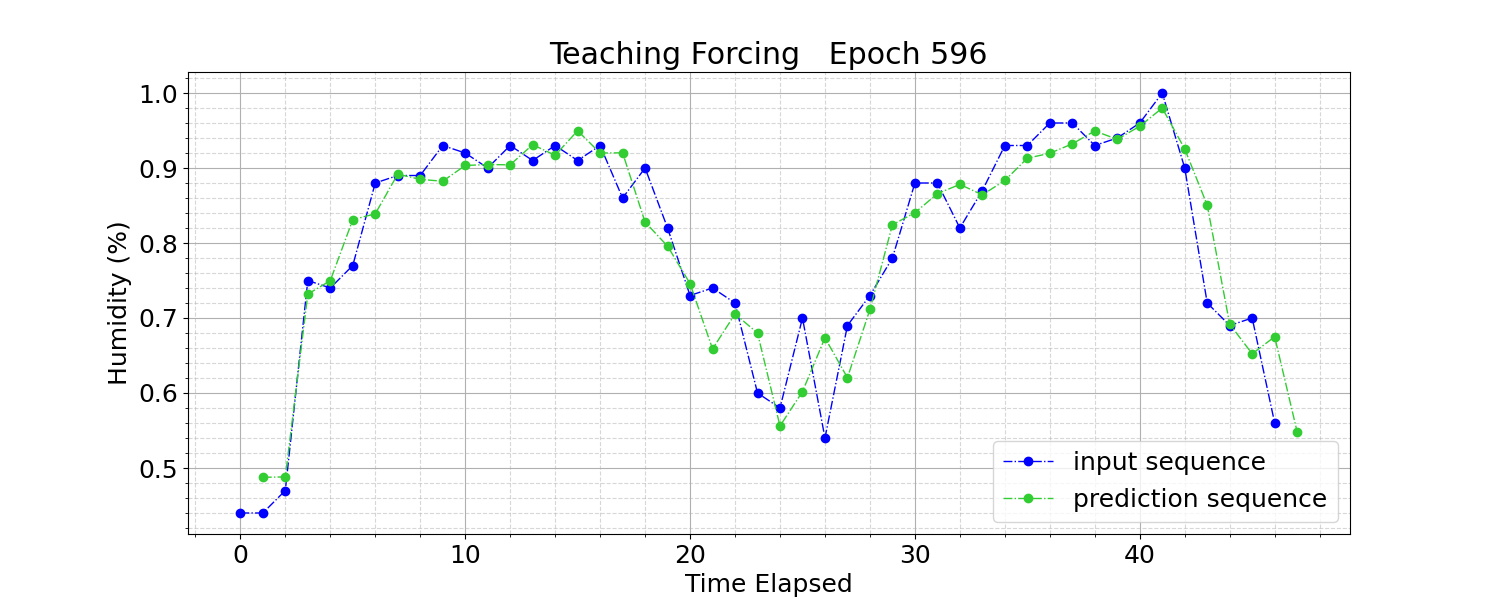 Teaching Forcing   Epoch 596
1.0
0.9
0.8
0.7
0.6
0.5
Humidity (%)
input sequence
prediction sequence
0 10 20 30 40
Time Elapsed